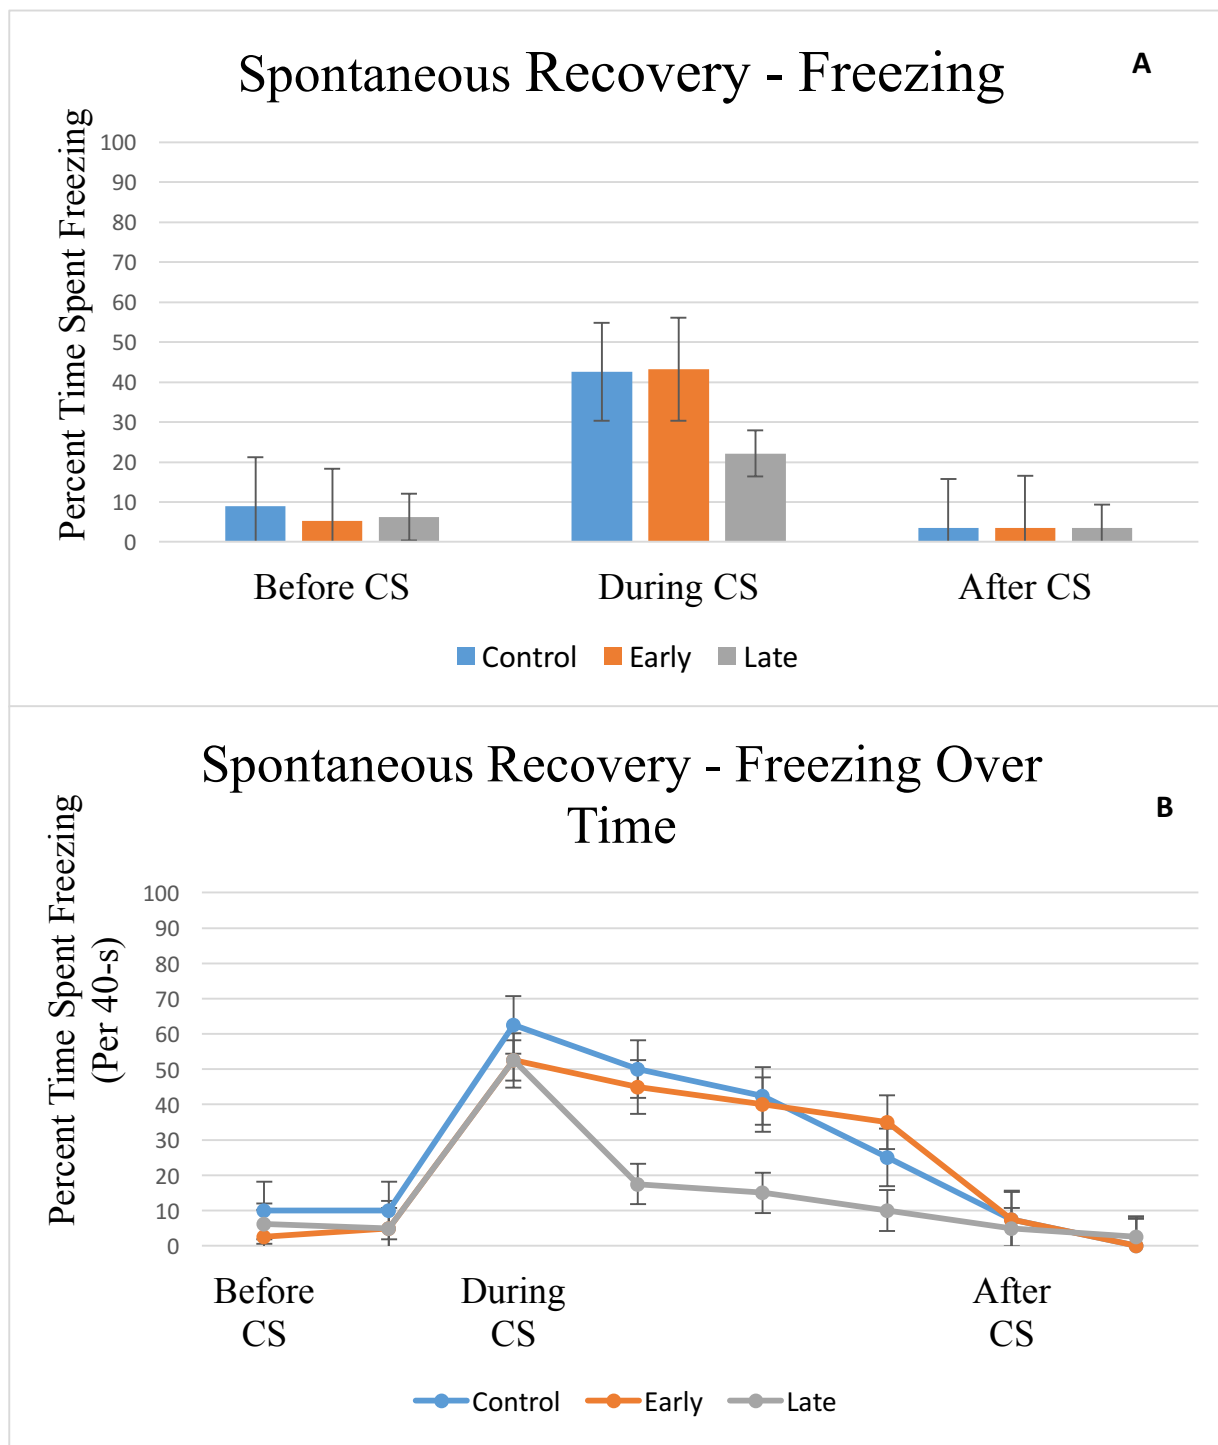 Spontaneous Recovery - Freezing
A
Percent Time Spent Freezing
100
90
80
70
60
50
40
30
20
10
0
Before CS During CS After CS
Control Early Late
Spontaneous Recovery - Freezing Over
Time
B
Percent Time Spent Freezing
(Per 40-s)
100
90
80
70
60
50
40
30
20
10
0
Before During After
CS CS CS
Control Early Late